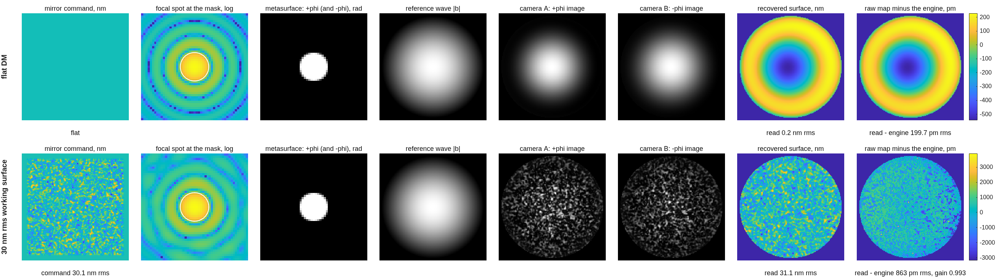 mirror command, nm
focal spot at the mask, log
metasurface: +phi (and -phi), rad
reference wave |b|
camera A: +phi image
camera B: -phi image
recovered surface, nm
raw map minus the engine, pm
flat DM
200
100
0
-100
-200
-300
-400
-500
flat
read 0.2 nm rms
read - engine 199.7 pm rms
mirror command, nm
focal spot at the mask, log
metasurface: +phi (and -phi), rad
reference wave |b|
camera A: +phi image
camera B: -phi image
recovered surface, nm
raw map minus the engine, pm
30 nm rms working surface
3000
2000
1000
0
-1000
-2000
-3000
command 30.1 nm rms
read 31.1 nm rms
read - engine 863 pm rms, gain 0.993